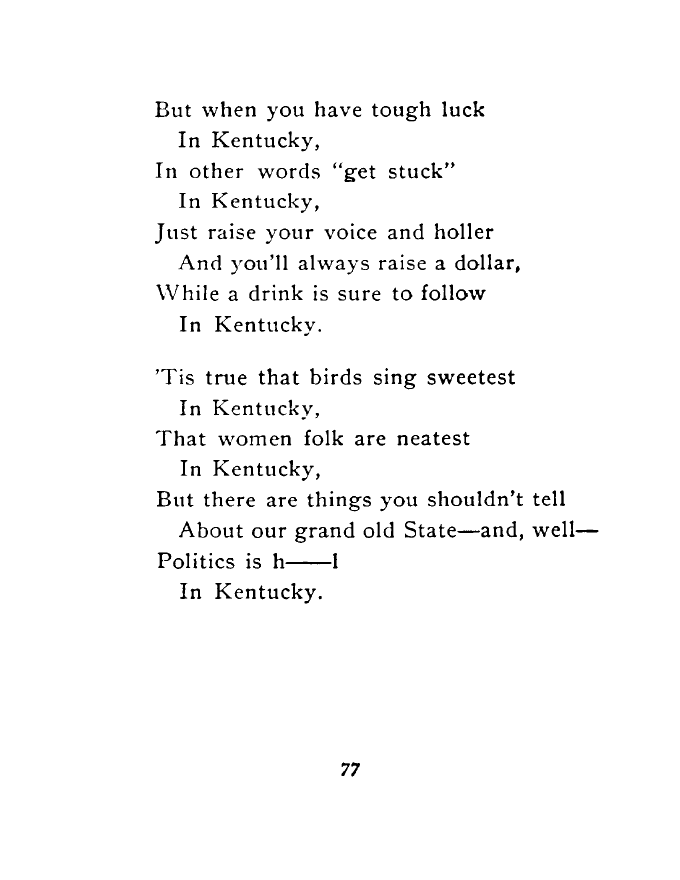 But when you have tough luck
In Kentucky,
In other words “get stuck”
In Kentucky,
Just raise your voice and holler
And you’ll always raise a dollar,
While a drink is sure to follow
In Kentucky.
’Tis true that birds sing sweetest
In Kentucky,
That women folk are neatest
In Kentucky,
But there are things you shouldn’t tell
About our grand old State—and, well—
Politics is h——l
In Kentucky.
77